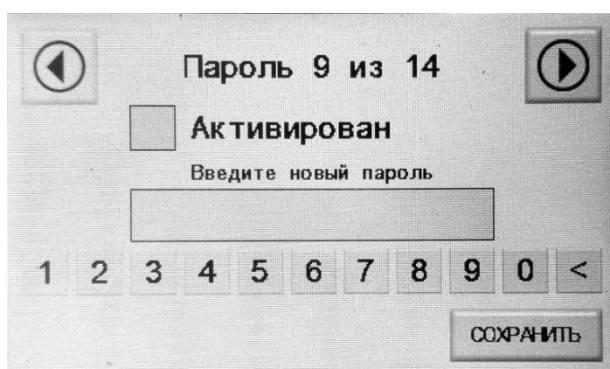 Пароль 9 из 14
Активирован
Введите новый пароль
1 2 3 4 5 6 7 8 9 0 <
СОХРАНИТЬ